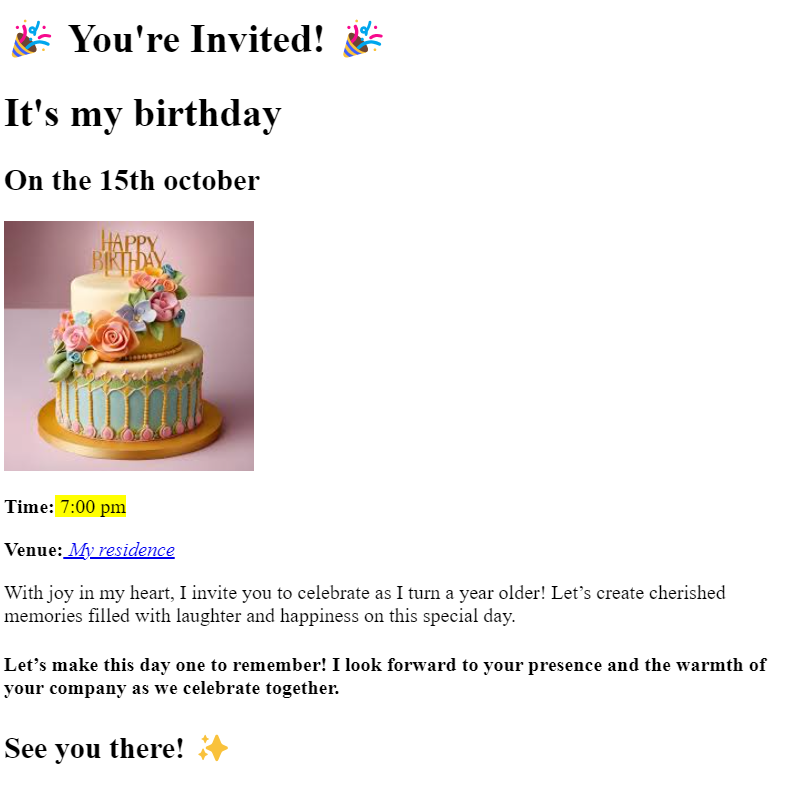 🎉 You're Invited! 🎉
It's my birthday
On the 15th october
HAPPY
BIRTHDAY
Time: 7:00 pm
Venue: My residence
With joy in my heart, I invite you to celebrate as I turn a year older! Let’s create cherished
memories filled with laughter and happiness on this special day.
Let’s make this day one to remember! I look forward to your presence and the warmth of
your company as we celebrate together.
See you there! ✨